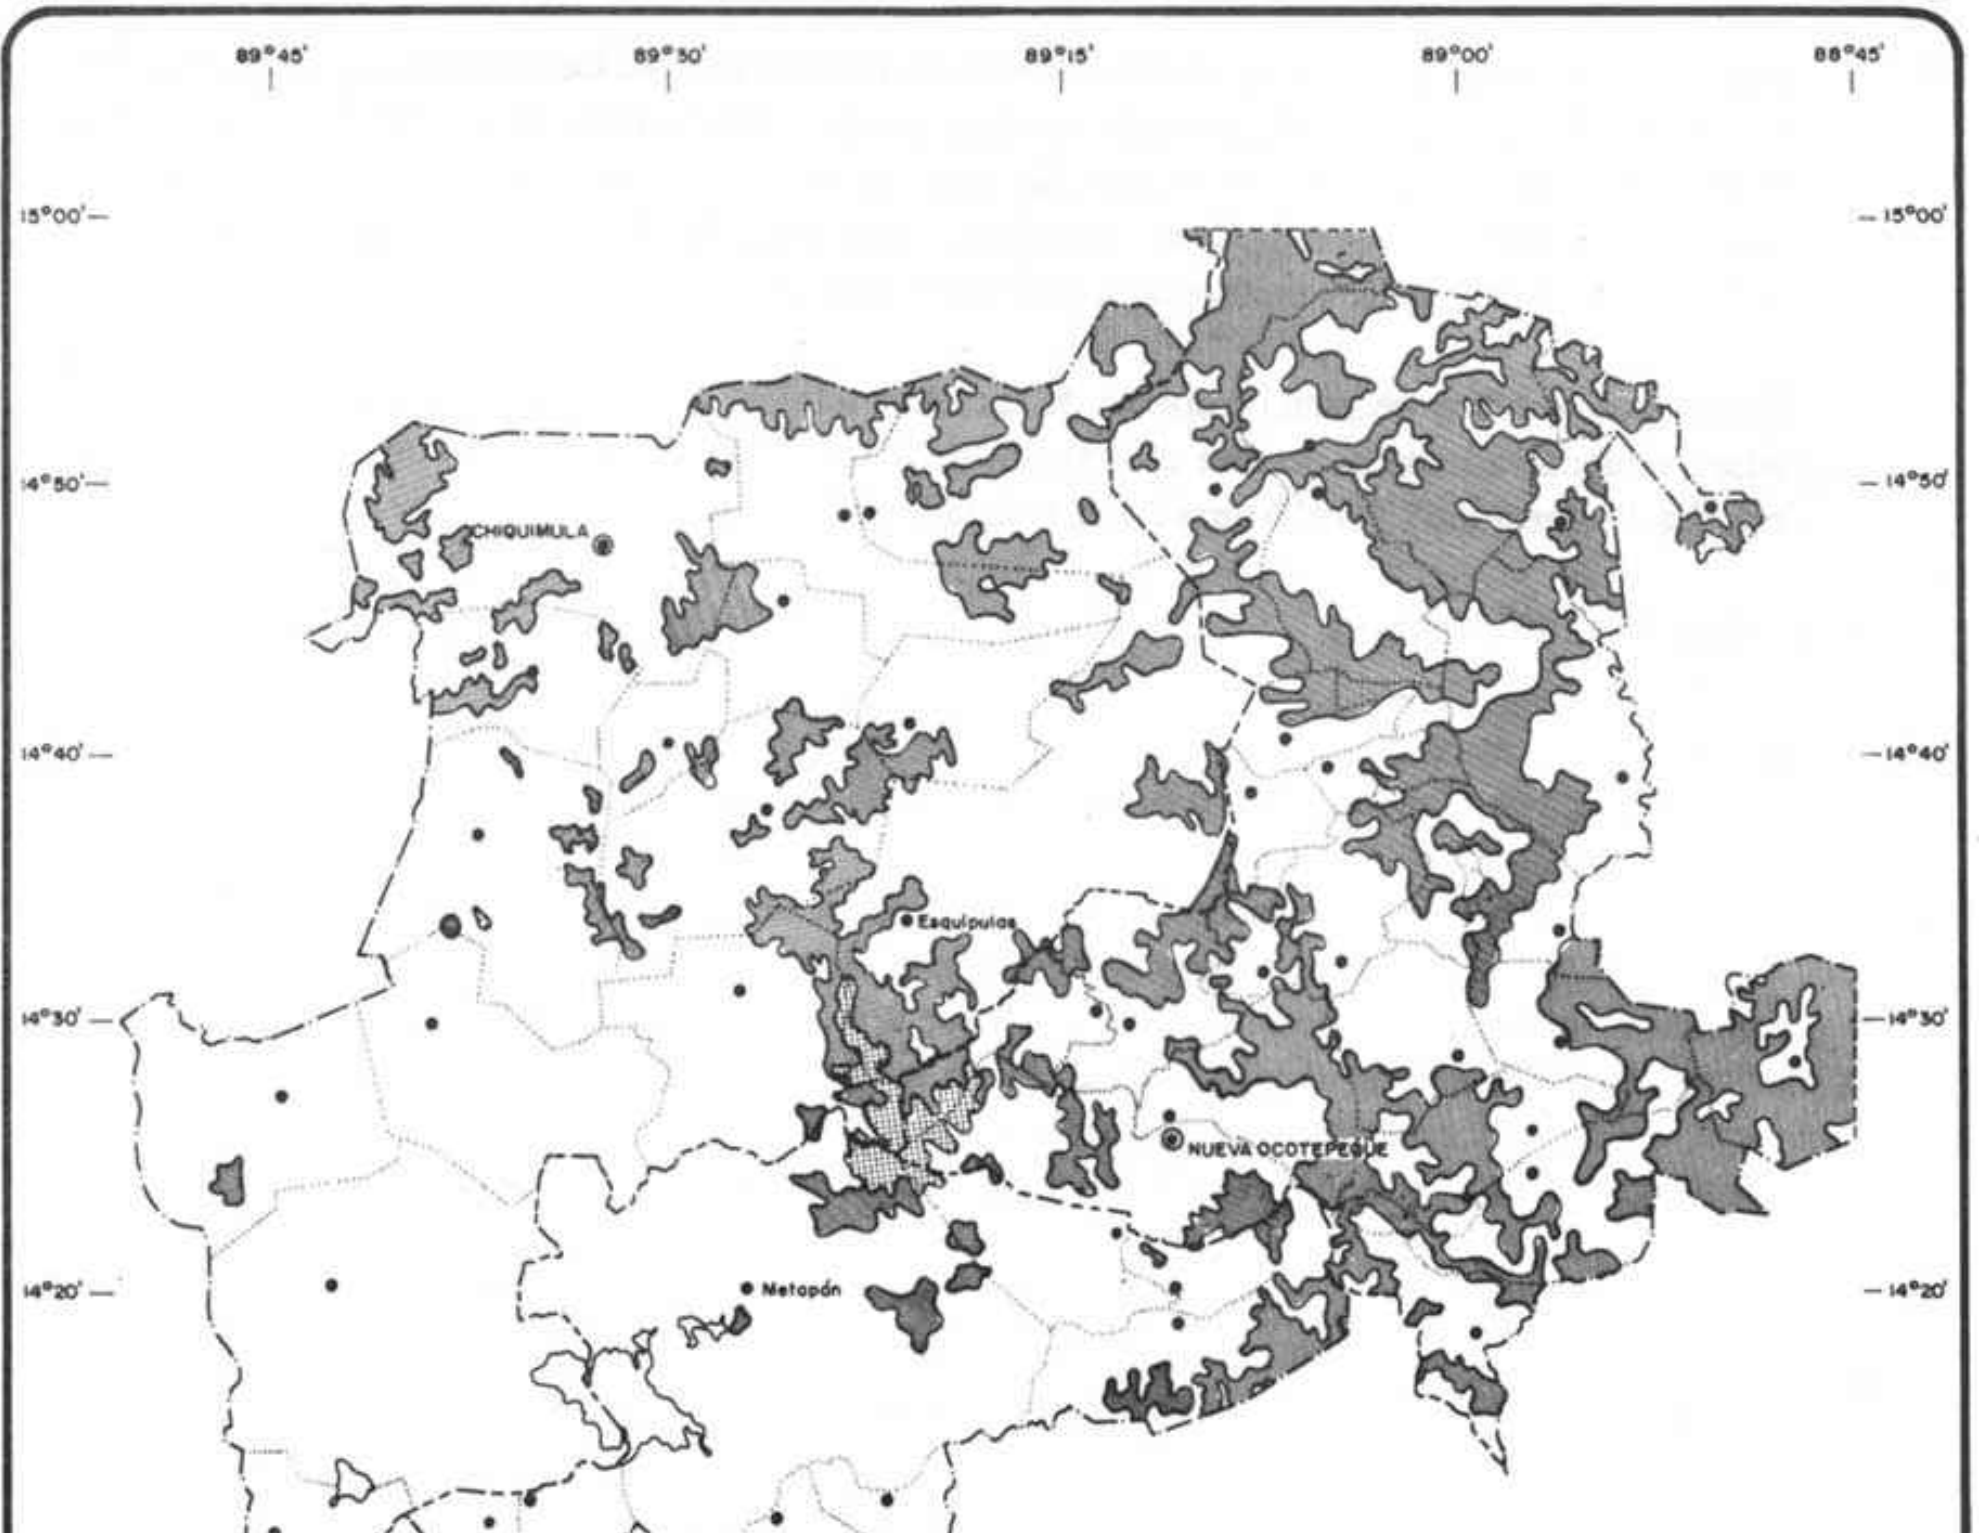 89°45' 89°30' 89°15' 89°00' 88°45'
15°00' 15°00'
14°50' 14°50'
CHIQUIMULA
14°40' 14°40'
Esquipulas
14°30' 14°30'
NUEVA OCOTEPEQUE
14°20' Metapán 14°20'